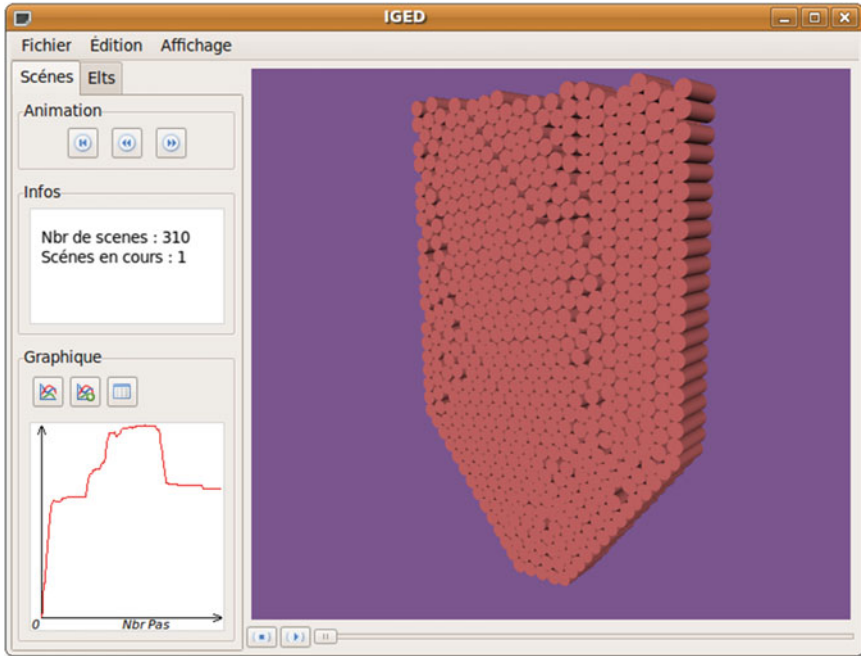 IGED
Fichier Édition Affichage
Scénes Elts
Animation
Infos
Nbr de scenes : 310
Scénes en cours : 1
Graphique
0 Nbr Pas